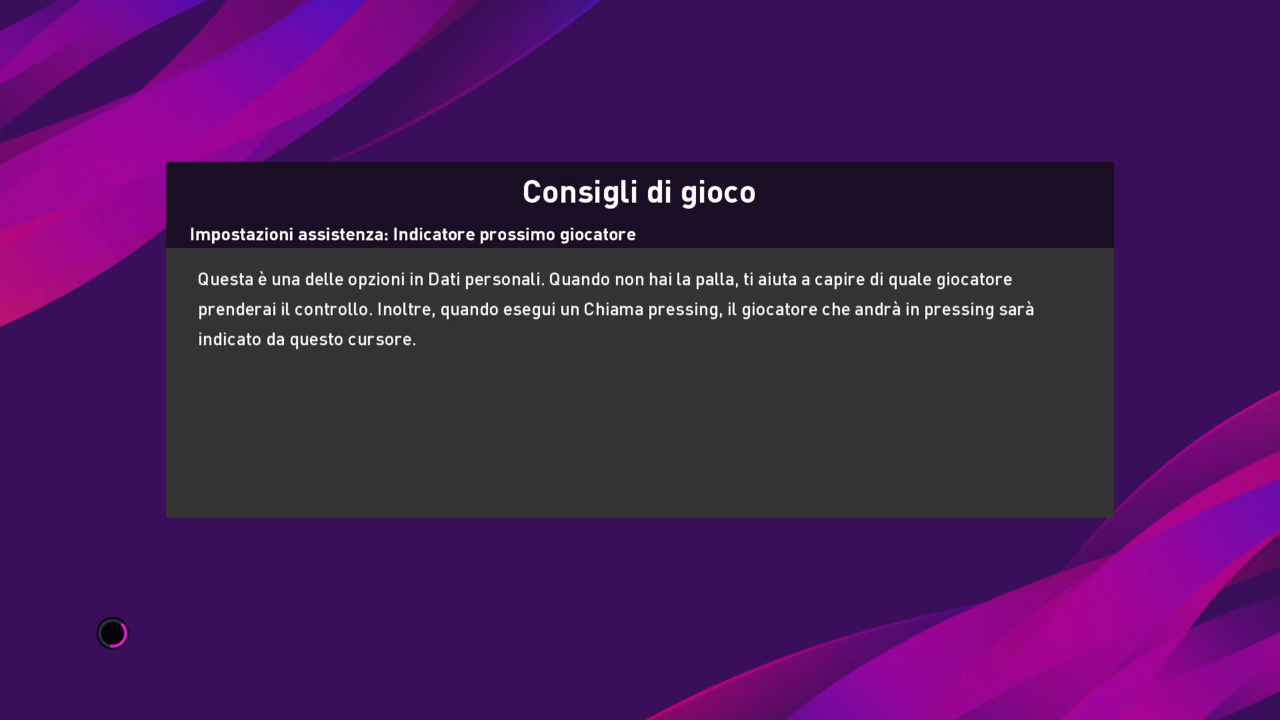 Consigli di gioco
Impostazioni assistenza: Indicatore prossimo giocatore
Questa è una delle opzioni in Dati personali. Quando non hai la palla, ti aiuta a capire di quale giocatore
prenderai il controllo. Inoltre, quando esegui un Chiama pressing, il giocatore che andrà in pressing sarà
indicato da questo cursore.